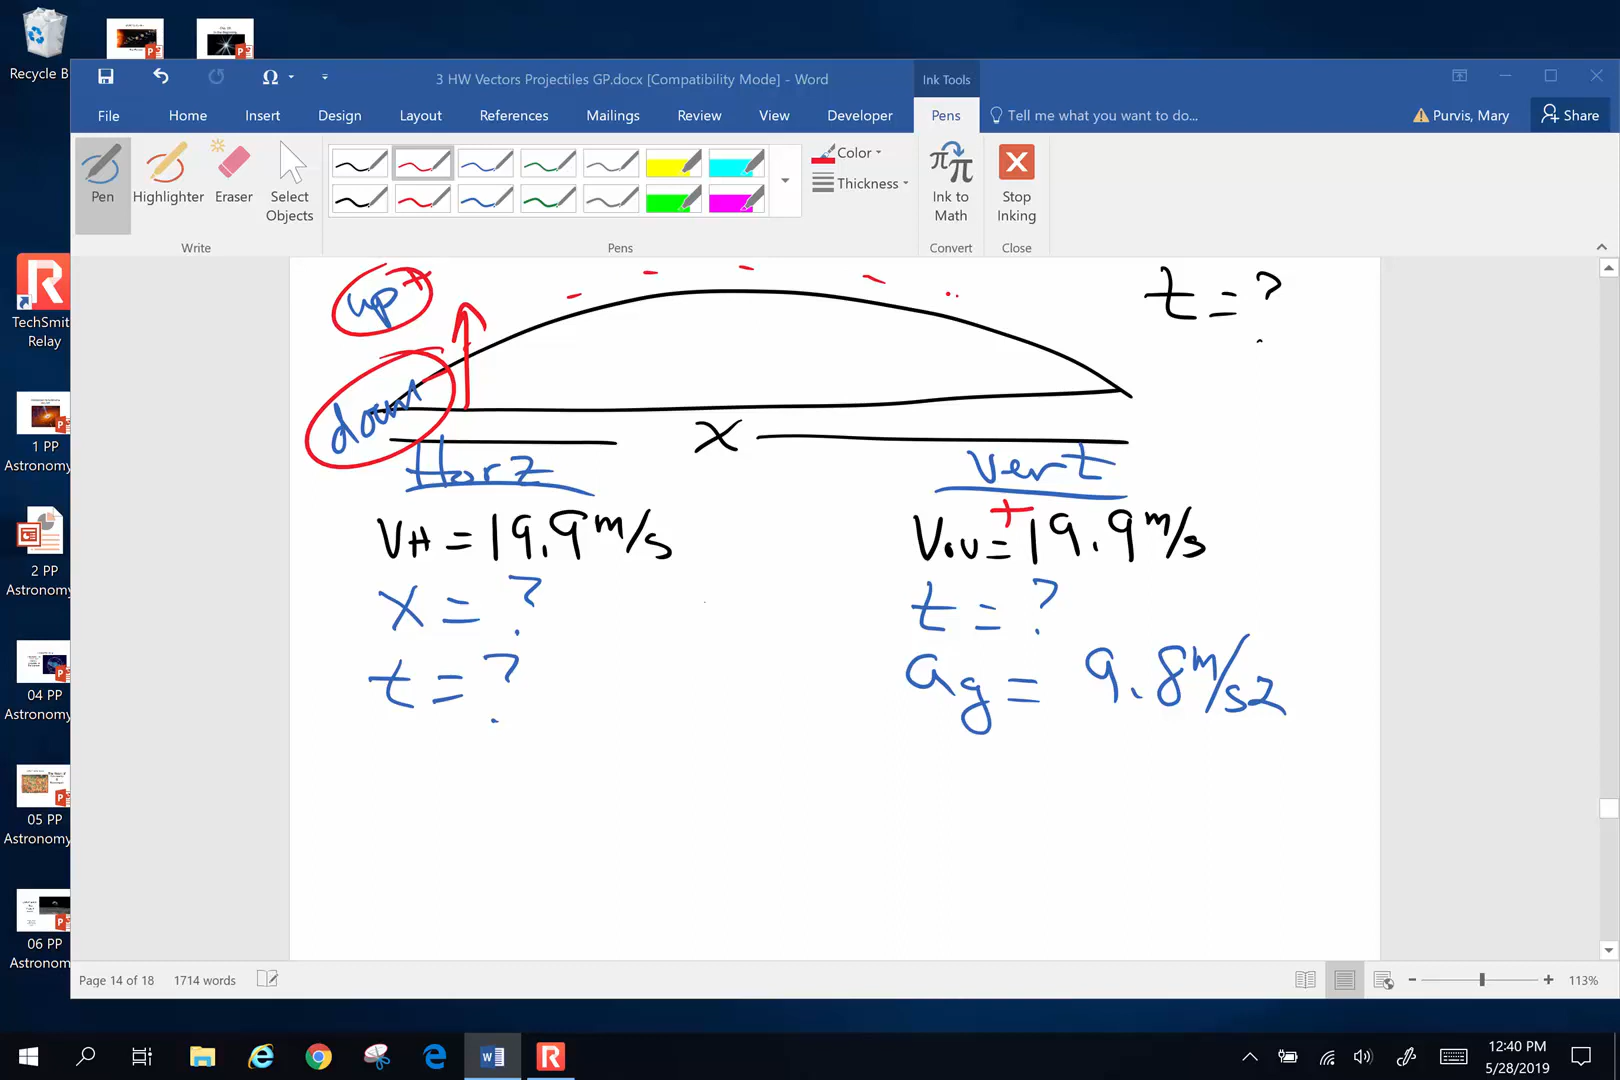 Recycle B
3 HW Vectors Projectiles GP.docx [Compatibility Mode] - Word
Ink Tools
File Home Insert Design Layout References Mailings Review View Developer Pens Tell me what you want to do...
Purvis, Mary Share
Pen Highlighter Eraser Select Objects
Color
Thickness
Ink to Math
Stop Inking
Write Pens Convert Close
up +
t = ?
down
x
Horz
Vert
VH = 19.9 m/s
Vov = +19.9 m/s
x = ?
t = ?
t = ?
ag = 9.8 m/s2
TechSmit Relay
1 PP Astronomy
2 PP Astronomy
04 PP Astronomy
05 PP Astronomy
06 PP Astronomy
Page 14 of 18 1714 words
113%
12:40 PM
5/28/2019